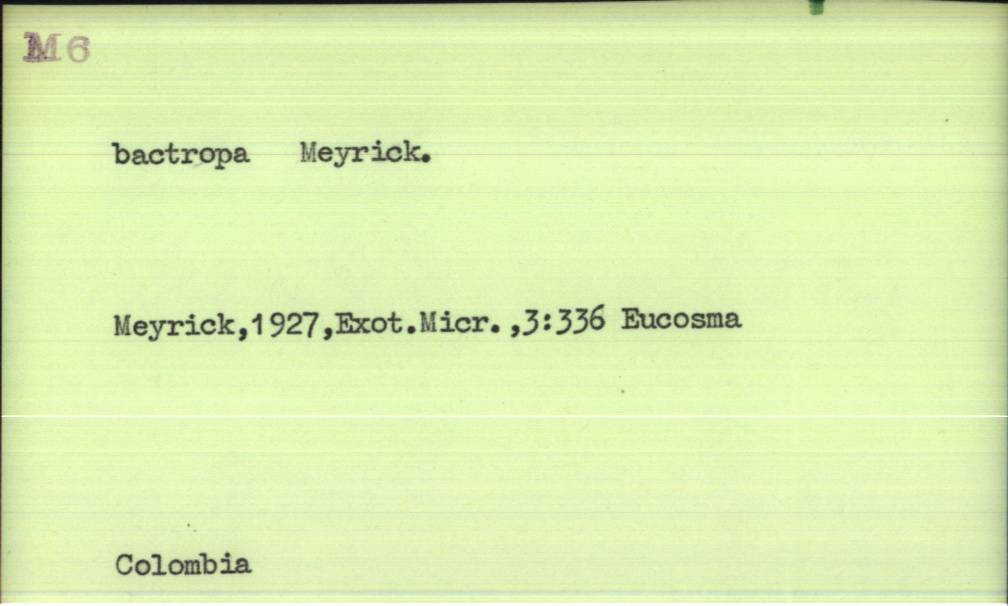 M6
bactropa Meyrick.
Meyrick,1927,Exot.Micr.,3:336 Eucosma
Colombia